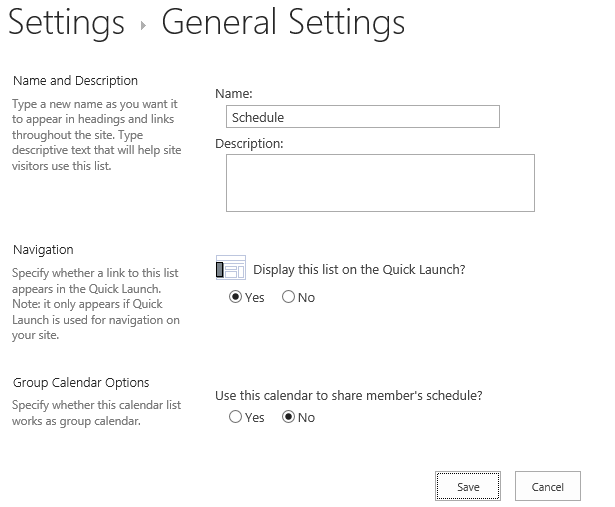 Settings ▸ General Settings
Name and Description
Type a new name as you want it
to appear in headings and links
throughout the site. Type
descriptive text that will help site
visitors use this list.
Name:
Schedule
Description:
Navigation
Specify whether a link to this list
appears in the Quick Launch.
Note: it only appears if Quick
Launch is used for navigation on
your site.
Display this list on the Quick Launch?
Yes No
Group Calendar Options
Specify whether this calendar list
works as group calendar.
Use this calendar to share member's schedule?
Yes No
Save Cancel